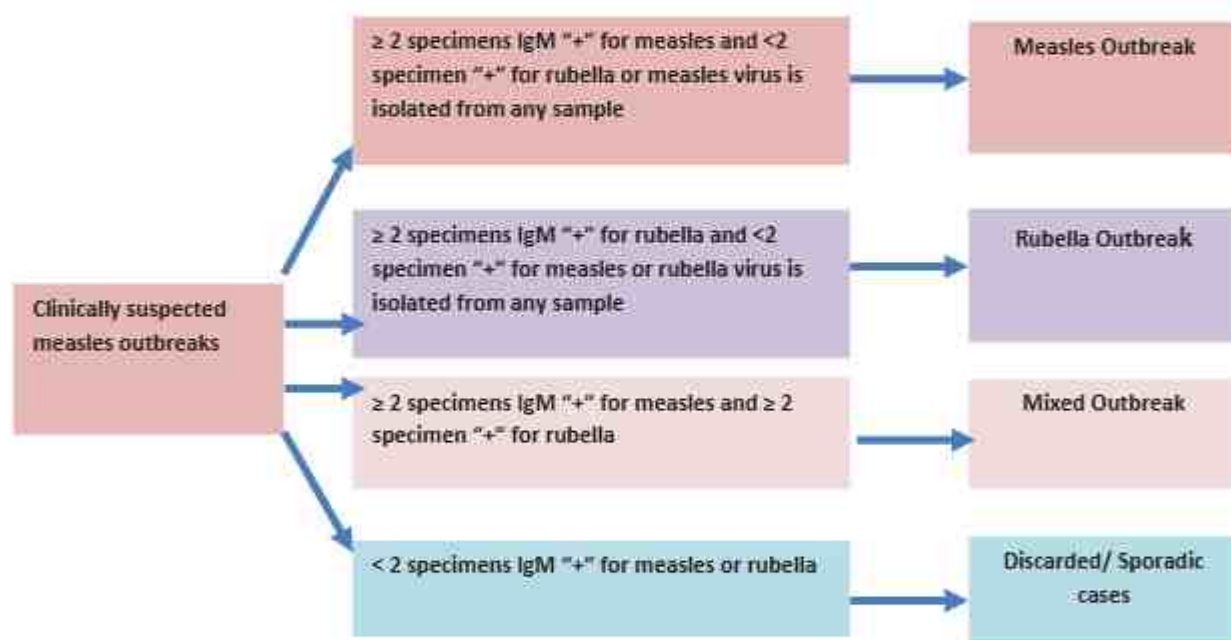 Clinically suspected
measles outbreaks
≥ 2 specimens IgM "+" for measles and <2
specimen "+" for rubella or measles virus is
isolated from any sample
Measles Outbreak
≥ 2 specimens IgM "+" for rubella and <2
specimen "+" for measles or rubella virus is
isolated from any sample
Rubella Outbreak
≥ 2 specimens IgM "+" for measles and ≥ 2
specimen "+" for rubella
Mixed Outbreak
< 2 specimens IgM "+" for measles or rubella
Discarded/ Sporadic
cases